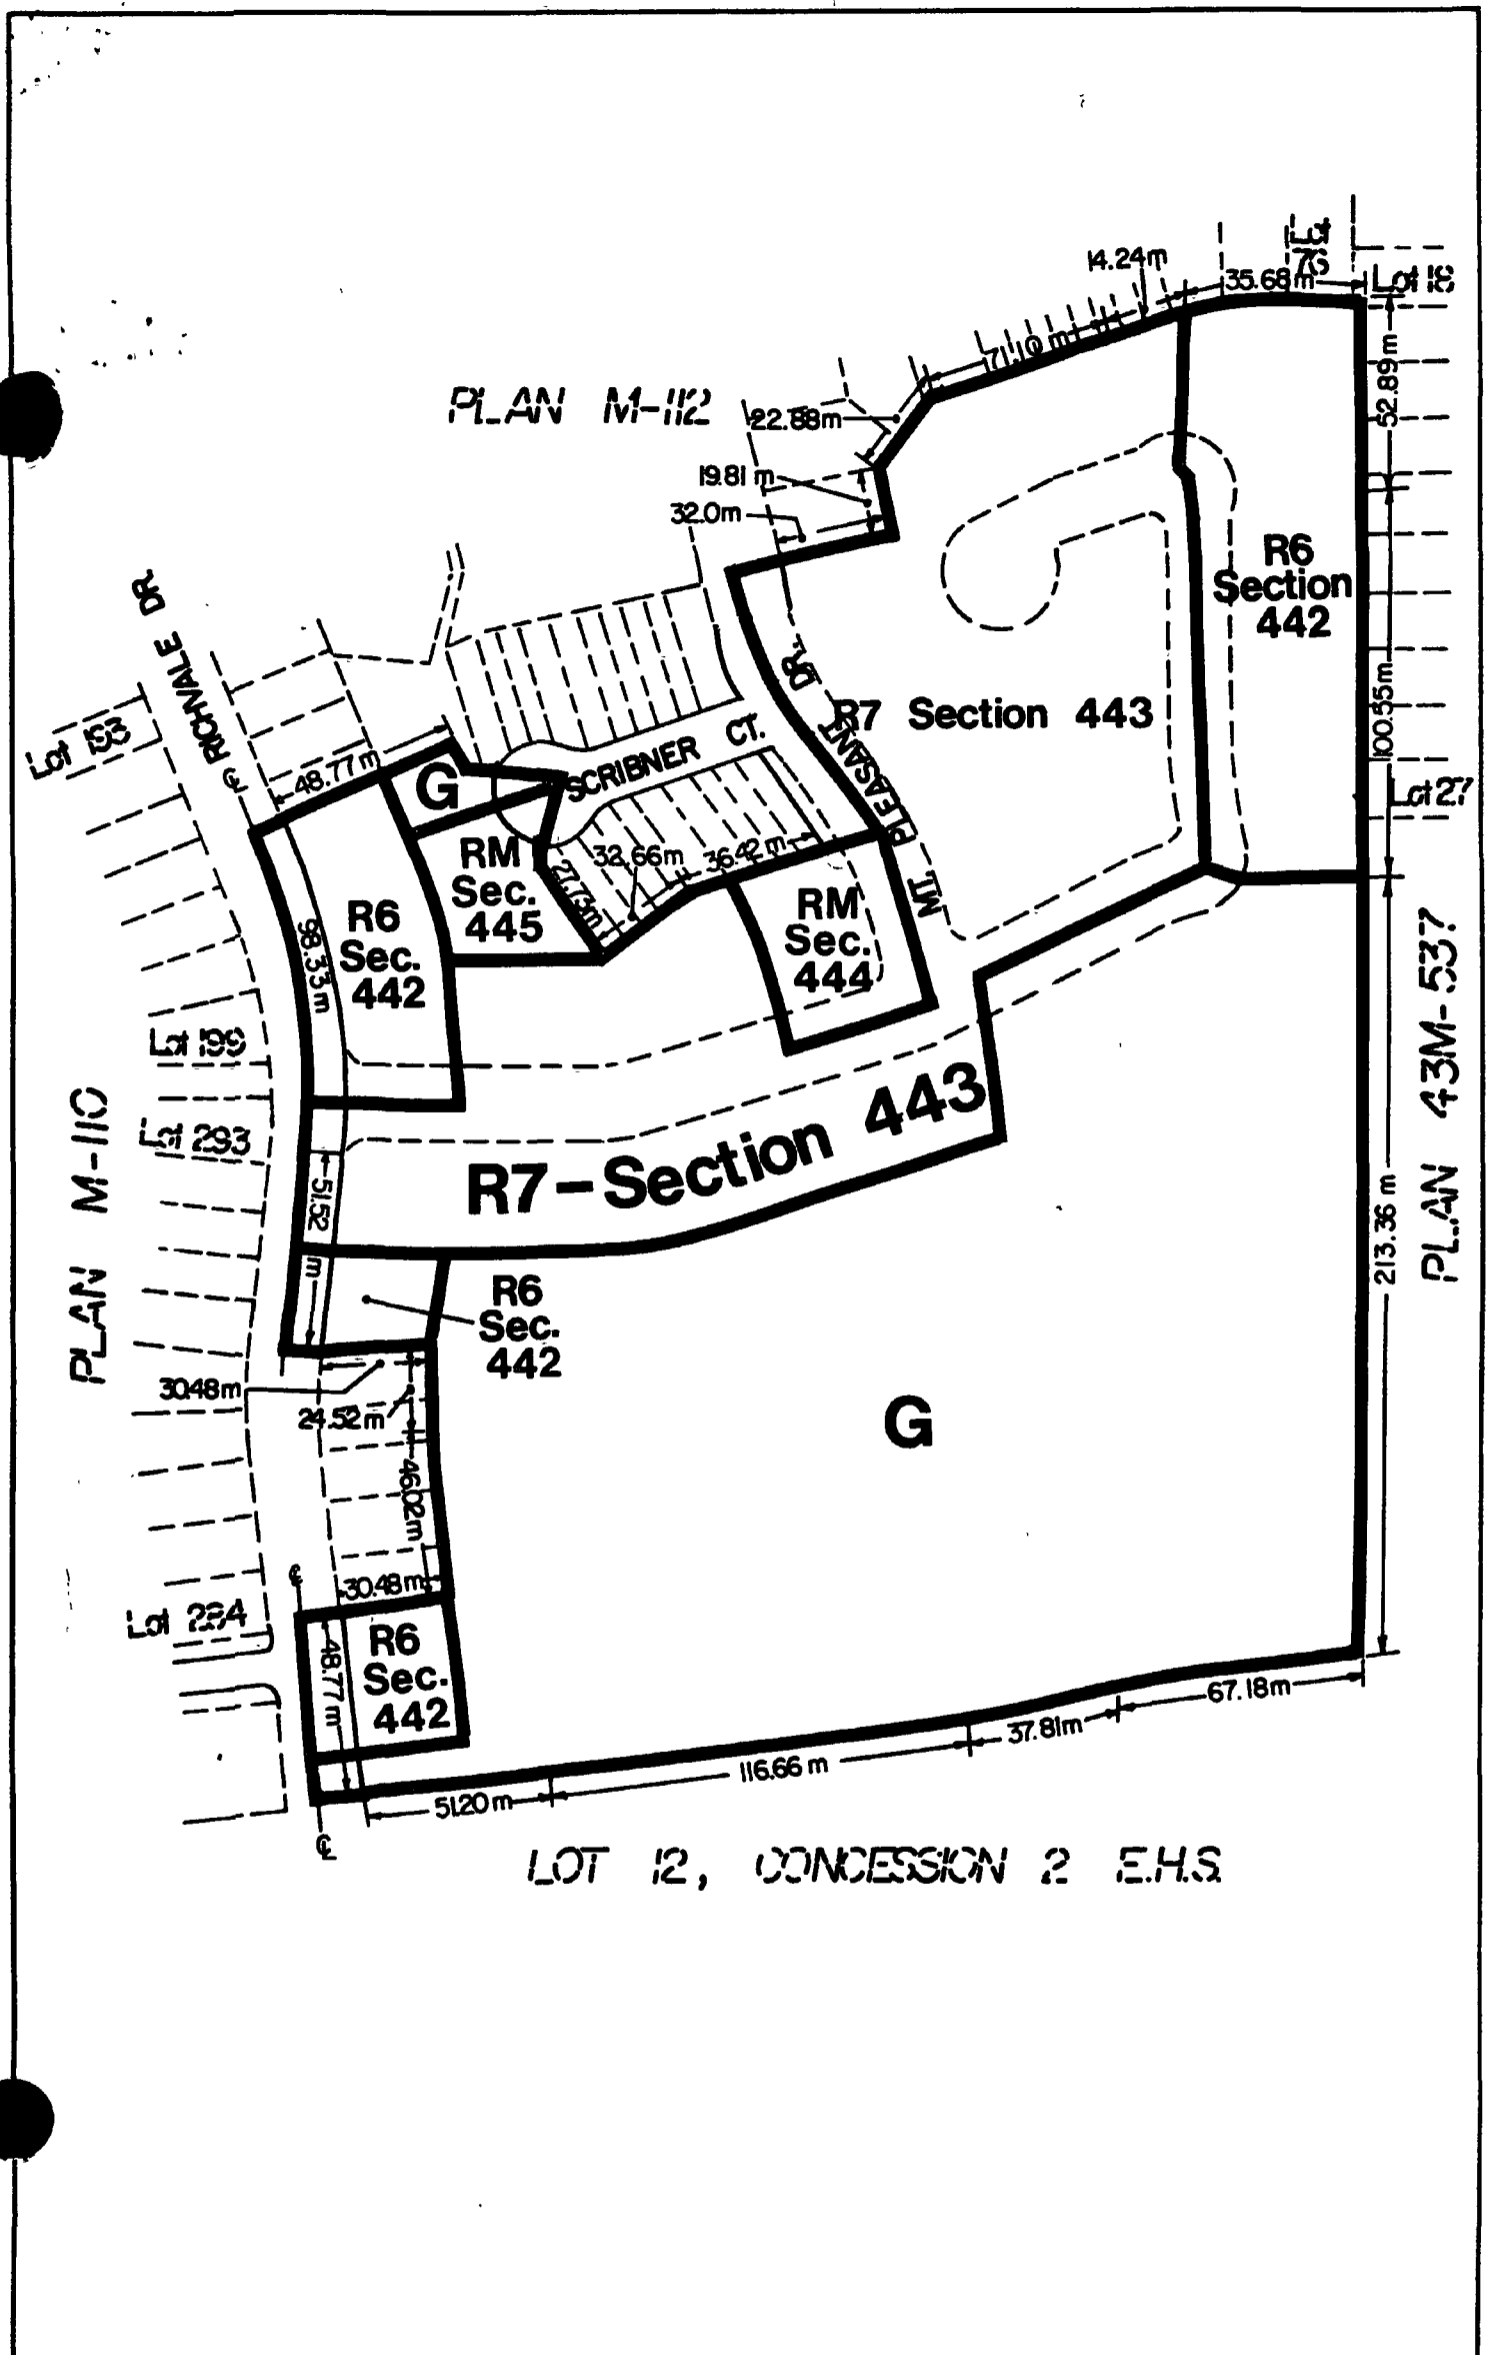 Lot
76
14.24m
35.68m
Lot 18
71.10 m
52.89m
PLAN M-112
22.88m
19.81 m
32.0m
R6
Section
442
RICHVALE DR.
℄
MT. PLEASANT DR.
R7 Section 443
100.55m
Lot 193
SCRIBNER CT.
48.77m
G
Lot 27
RM
Sec.
445
32.66m
36.42m
RM
Sec.
444
R6
Sec.
442
98.33m
PLAN 43M-537
Lot 199
PLAN M-110
Lot 293
R7-Section 443
51.52 m
213.36 m
R6
Sec.
442
30.48m
24.52m
G
46.02m
℄
30.48m
Lot 294
R6
Sec.
442
48.77m
67.18m
37.81m
116.66 m
51.20m
℄
LOT 12, CONCESSION 2 E.H.S.